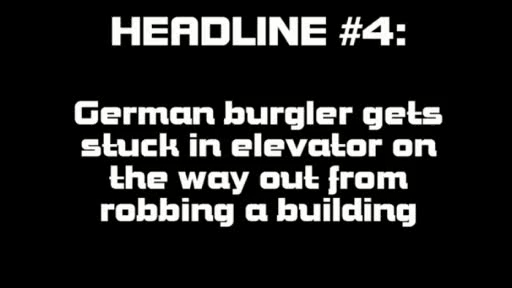 HEADLINE #4:
German burgler gets
stuck in elevator on
the way out from
robbing a building